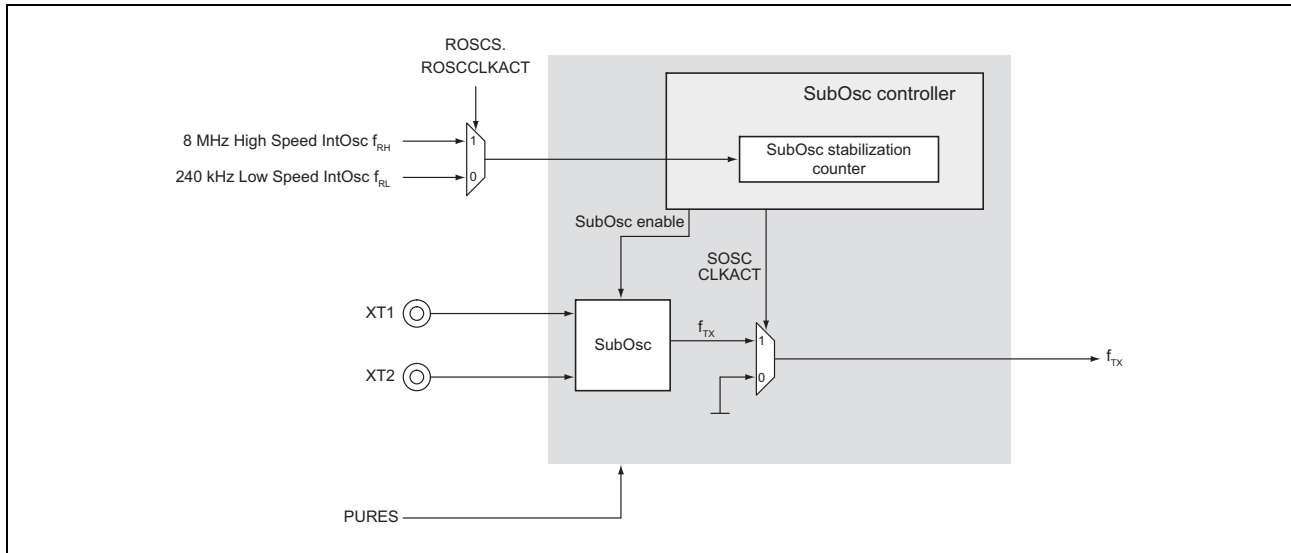 ROSCS.
ROSCCLKACT
SubOsc controller
8 MHz High Speed IntOsc fRH
1
SubOsc stabilization
counter
240 kHz Low Speed IntOsc fRL
0
SubOsc enable
SOSC
CLKACT
XT1
fTX
1
SubOsc
fTX
XT2
0
PURES